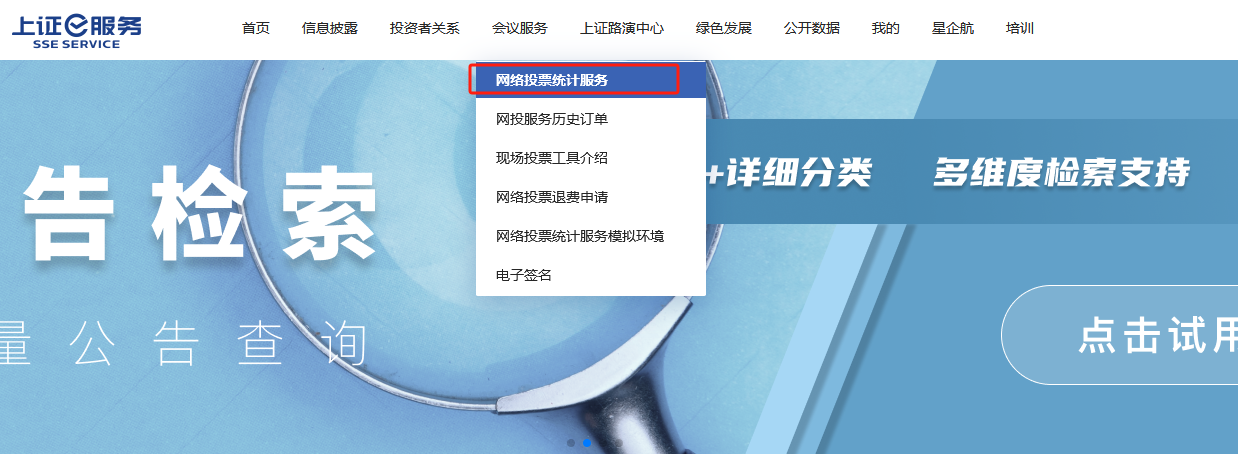 上证e服务
SSE SERVICE
首页 信息披露 投资者关系 会议服务 上证路演中心 绿色发展 公开数据 我的 星企航 培训
网络投票统计服务
网投服务历史订单
现场投票工具介绍
网络投票退费申请
网络投票统计服务模拟环境
电子签名
告检索
+详细分类 多维度检索支持
量公告查询
点击试用